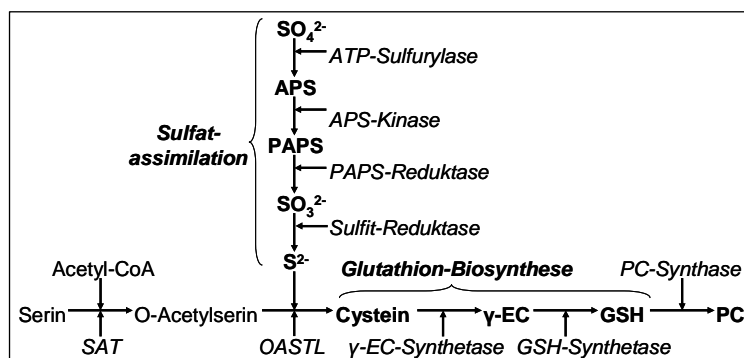 SO₄²⁻
ATP-Sulfurylase
APS
APS-Kinase
Sulfat-
assimilation
PAPS
PAPS-Reduktase
SO₃²⁻
Sulfit-Reduktase
S²⁻
Acetyl-CoA
Glutathion-Biosynthese
PC-Synthase
Serin
O-Acetylserin
Cystein
γ-EC
GSH
PC
SAT
OASTL
γ-EC-Synthetase
GSH-Synthetase